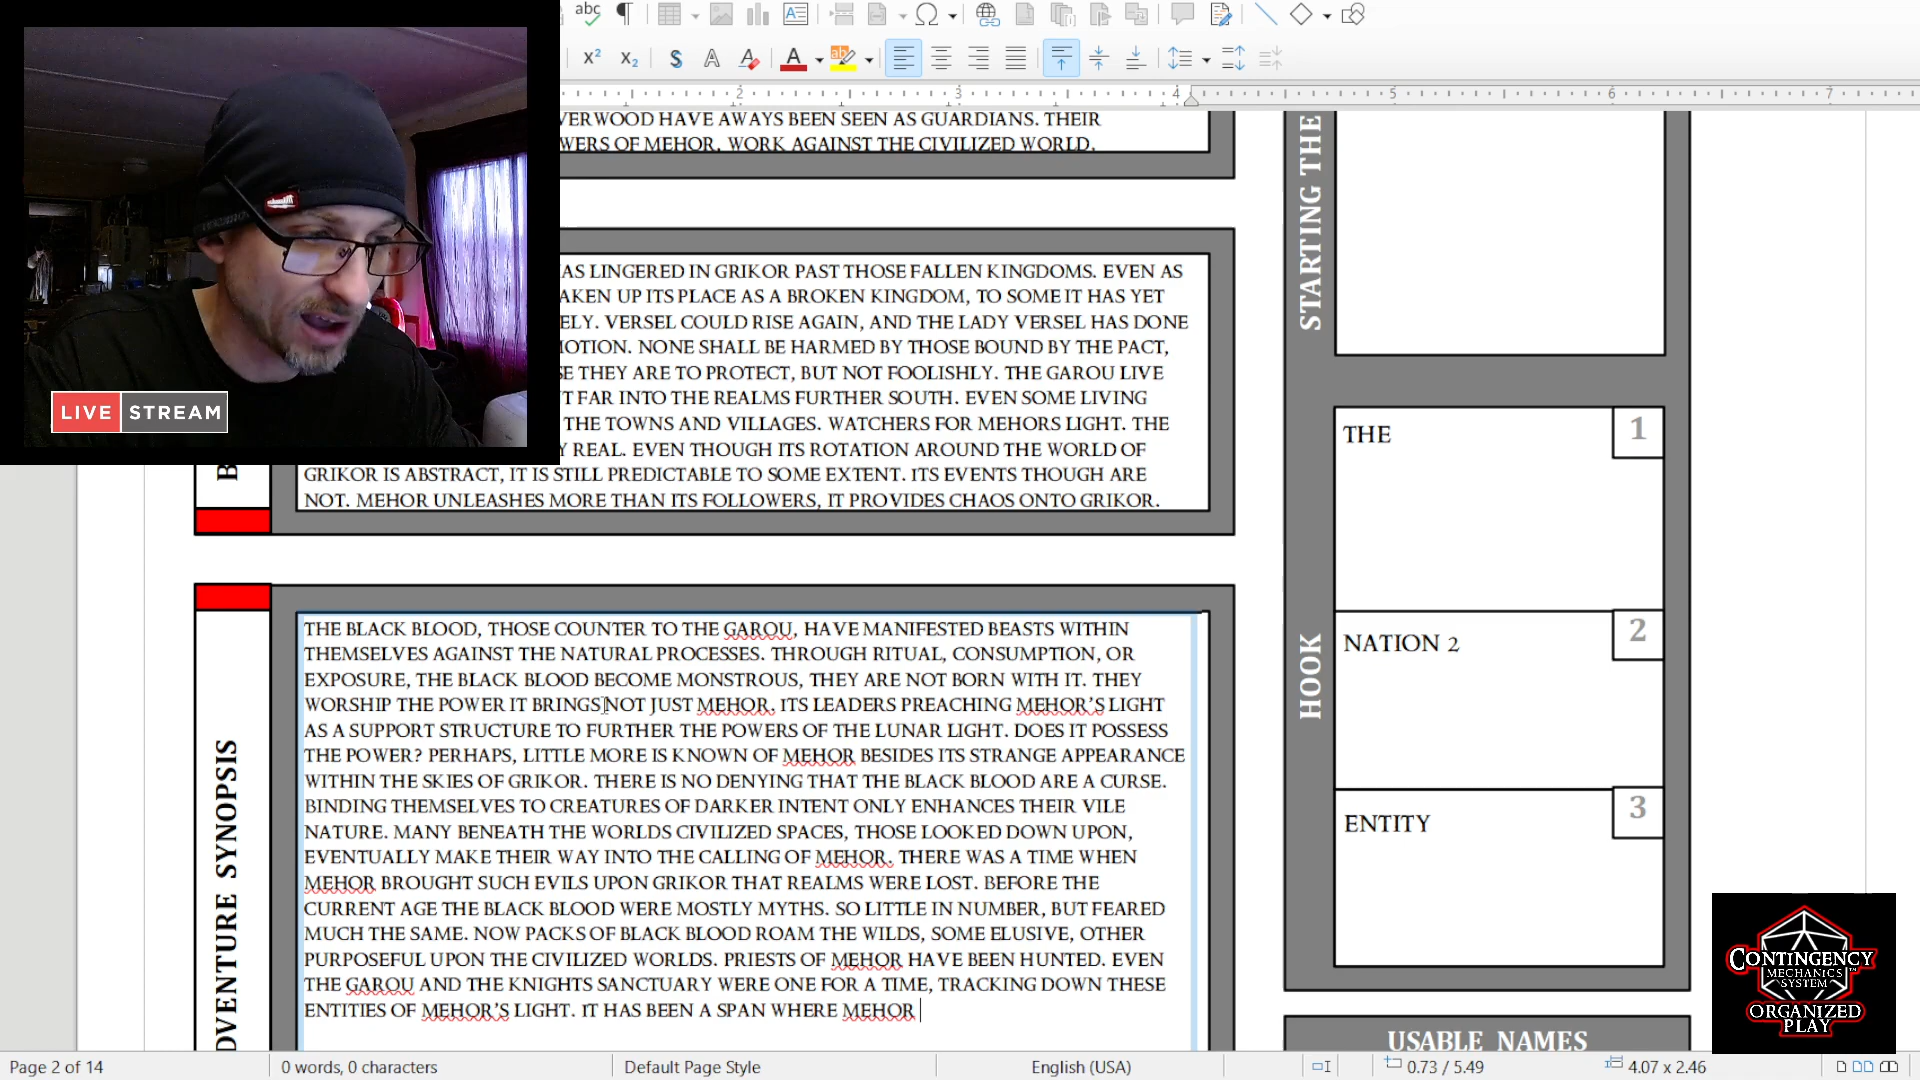 abc
2
3
4
5
6
7
VERWOOD HAVE AWAYS BEEN SEEN AS GUARDIANS. THEIR
WERS OF MEHOR, WORK AGAINST THE CIVILIZED WORLD.
AS LINGERED IN GRIKOR PAST THOSE FALLEN KINGDOMS. EVEN AS
AKEN UP ITS PLACE AS A BROKEN KINGDOM, TO SOME IT HAS YET
ELY. VERSEL COULD RISE AGAIN, AND THE LADY VERSEL HAS DONE
OTION. NONE SHALL BE HARMED BY THOSE BOUND BY THE PACT,
SE THEY ARE TO PROTECT, BUT NOT FOOLISHLY. THE GAROU LIVE
T FAR INTO THE REALMS FURTHER SOUTH. EVEN SOME LIVING
THE TOWNS AND VILLAGES. WATCHERS FOR MEHORS LIGHT. THE
Y REAL. EVEN THOUGH ITS ROTATION AROUND THE WORLD OF
GRIKOR IS ABSTRACT, IT IS STILL PREDICTABLE TO SOME EXTENT. ITS EVENTS THOUGH ARE
NOT. MEHOR UNLEASHES MORE THAN ITS FOLLOWERS, IT PROVIDES CHAOS ONTO GRIKOR.
B
LIVE STREAM
DVENTURE SYNOPSIS
THE BLACK BLOOD, THOSE COUNTER TO THE GAROU, HAVE MANIFESTED BEASTS WITHIN
THEMSELVES AGAINST THE NATURAL PROCESSES. THROUGH RITUAL, CONSUMPTION, OR
EXPOSURE, THE BLACK BLOOD BECOME MONSTROUS, THEY ARE NOT BORN WITH IT. THEY
WORSHIP THE POWER IT BRINGS NOT JUST MEHOR. ITS LEADERS PREACHING MEHOR'S LIGHT
AS A SUPPORT STRUCTURE TO FURTHER THE POWERS OF THE LUNAR LIGHT. DOES IT POSSESS
THE POWER? PERHAPS, LITTLE MORE IS KNOWN OF MEHOR BESIDES ITS STRANGE APPEARANCE
WITHIN THE SKIES OF GRIKOR. THERE IS NO DENYING THAT THE BLACK BLOOD ARE A CURSE.
BINDING THEMSELVES TO CREATURES OF DARKER INTENT ONLY ENHANCES THEIR VILE
NATURE. MANY BENEATH THE WORLDS CIVILIZED SPACES, THOSE LOOKED DOWN UPON,
EVENTUALLY MAKE THEIR WAY INTO THE CALLING OF MEHOR. THERE WAS A TIME WHEN
MEHOR BROUGHT SUCH EVILS UPON GRIKOR THAT REALMS WERE LOST. BEFORE THE
CURRENT AGE THE BLACK BLOOD WERE MOSTLY MYTHS. SO LITTLE IN NUMBER, BUT FEARED
MUCH THE SAME. NOW PACKS OF BLACK BLOOD ROAM THE WILDS, SOME ELUSIVE, OTHER
PURPOSEFUL UPON THE CIVILIZED WORLDS. PRIESTS OF MEHOR HAVE BEEN HUNTED. EVEN
THE GAROU AND THE KNIGHTS SANCTUARY WERE ONE FOR A TIME, TRACKING DOWN THESE
ENTITIES OF MEHOR'S LIGHT. IT HAS BEEN A SPAN WHERE MEHOR
STARTING THE
HOOK
THE
1
NATION 2
2
ENTITY
3
USABLE NAMES
CONTINGENCY
MECHANICS
SYSTEM
ORGANIZED
PLAY
Page 2 of 14
0 words, 0 characters
Default Page Style
English (USA)
0.73 / 5.49
4.07 x 2.46